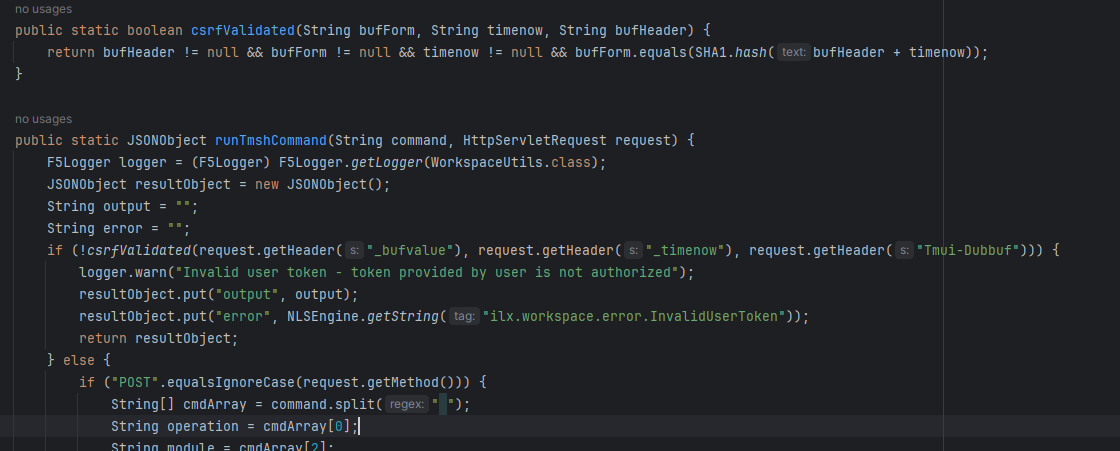 no usages
public static boolean csrfValidated(String bufForm, String timenow, String bufHeader) {
    return bufHeader != null && bufForm != null && timenow != null && bufForm.equals(SHA1.hash( text: bufHeader + timenow));
}
no usages
public static JSONObject runTmshCommand(String command, HttpServletRequest request) {
    F5Logger logger = (F5Logger) F5Logger.getLogger(WorkspaceUtils.class);
    JSONObject resultObject = new JSONObject();
    String output = "";
    String error = "";
    if (!csrfValidated(request.getHeader( s: "_bufvalue"), request.getHeader( s: "_timenow"), request.getHeader( s: "Tmui-Dubbuf"))) {
        logger.warn("Invalid user token - token provided by user is not authorized");
        resultObject.put("output", output);
        resultObject.put("error", NLSEngine.getString( tag: "ilx.workspace.error.InvalidUserToken"));
        return resultObject;
    } else {
        if ("POST".equalsIgnoreCase(request.getMethod())) {
            String[] cmdArray = command.split( regex: " ");
            String operation = cmdArray[0];
            String module = cmdArray[2];